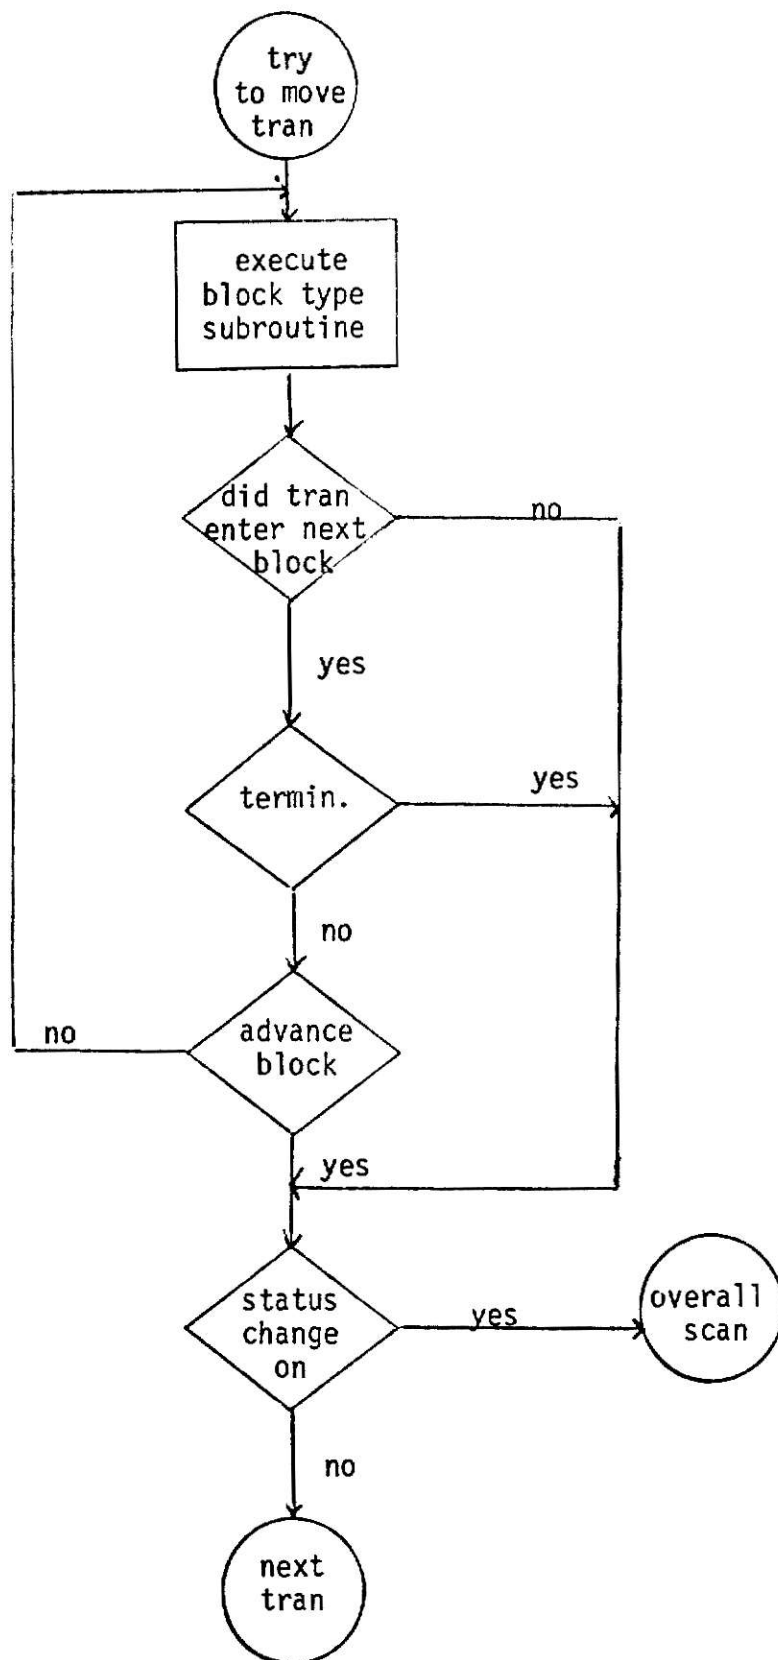 try
to move
tran
execute
block type
subroutine
did tran
enter next
block
no
yes
termin.
yes
no
advance
block
no
yes
status
change
on
yes
overall
scan
no
next
tran